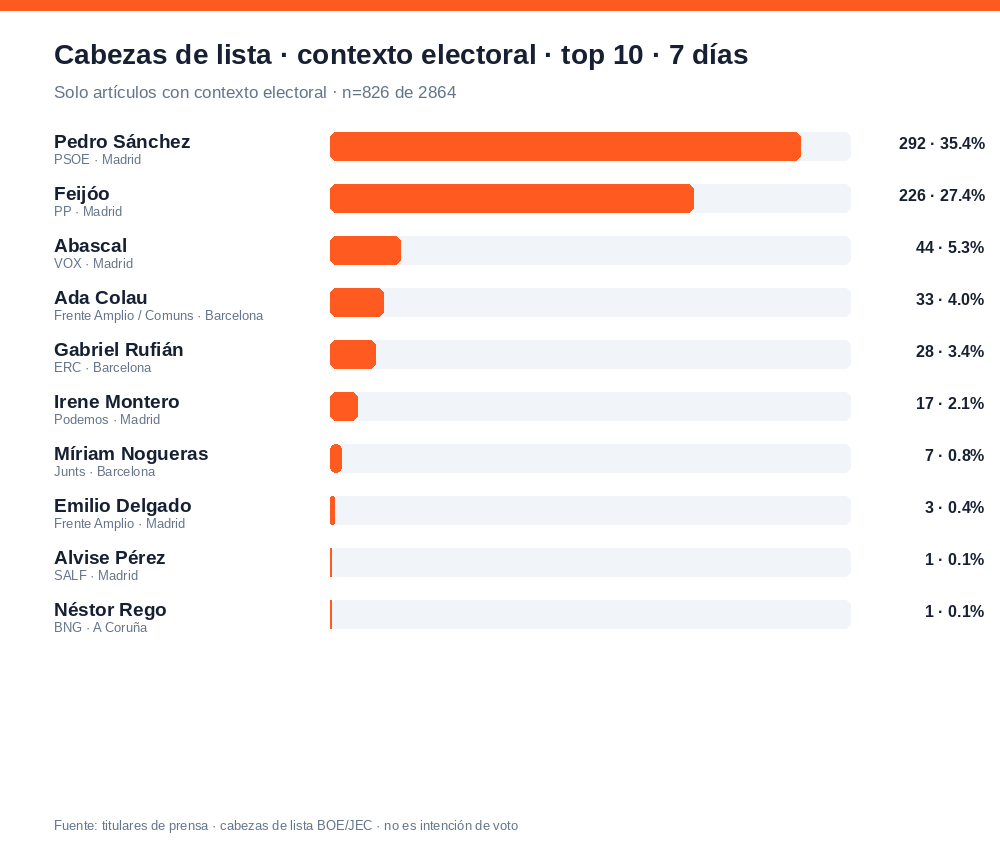 Cabezas de lista · contexto electoral · top 10 · 7 días
Solo artículos con contexto electoral · n=826 de 2864
Pedro Sánchez
PSOE · Madrid
292 · 35.4%
Feijóo
PP · Madrid
226 · 27.4%
Abascal
VOX · Madrid
44 · 5.3%
Ada Colau
Frente Amplio / Comuns · Barcelona
33 · 4.0%
Gabriel Rufián
ERC · Barcelona
28 · 3.4%
Irene Montero
Podemos · Madrid
17 · 2.1%
Míriam Nogueras
Junts · Barcelona
7 · 0.8%
Emilio Delgado
Frente Amplio · Madrid
3 · 0.4%
Alvise Pérez
SALF · Madrid
1 · 0.1%
Néstor Rego
BNG · A Coruña
1 · 0.1%
Fuente: titulares de prensa · cabezas de lista BOE/JEC · no es intención de voto